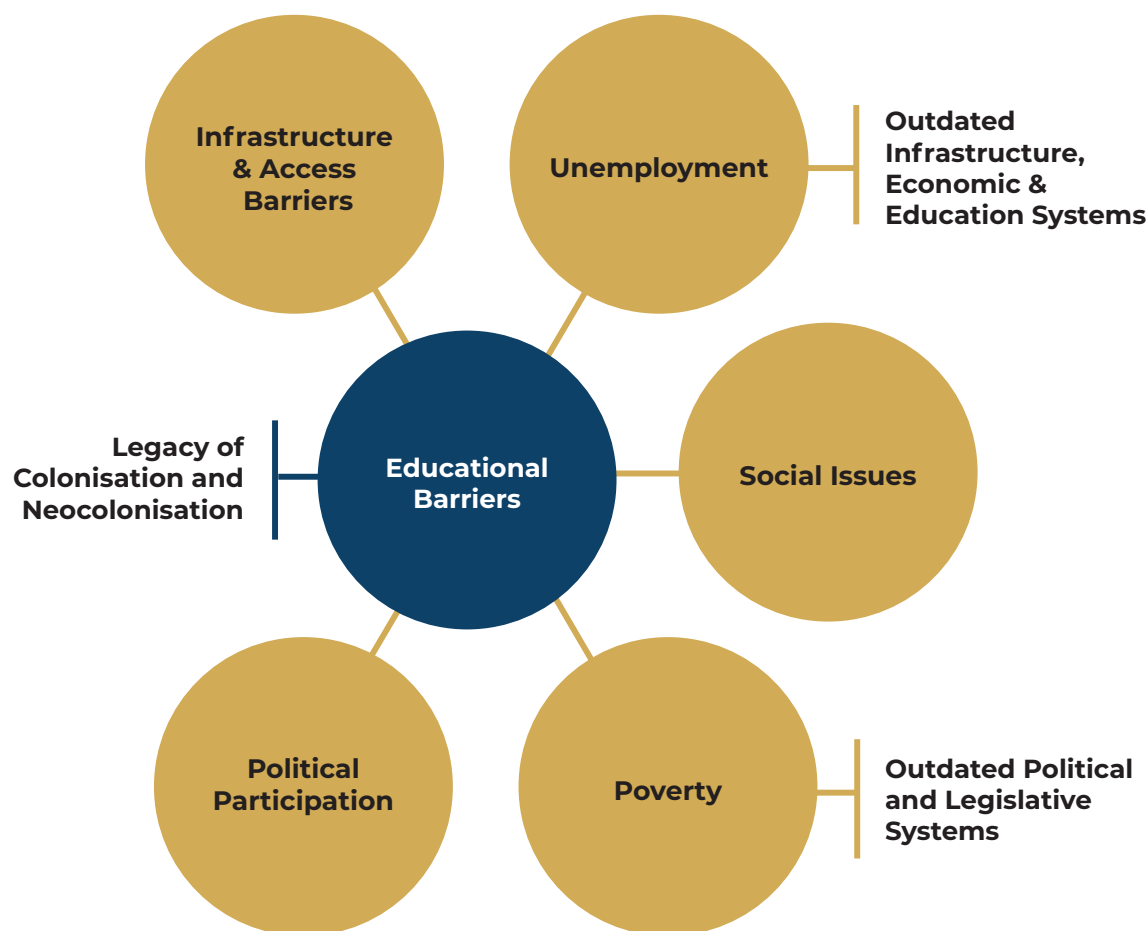 Infrastructure
& Access
Barriers
Unemployment
Outdated
Infrastructure,
Economic &
Education Systems
Legacy of
Colonisation and
Neocolonisation
Educational
Barriers
Social Issues
Political
Participation
Poverty
Outdated Political
and Legislative
Systems